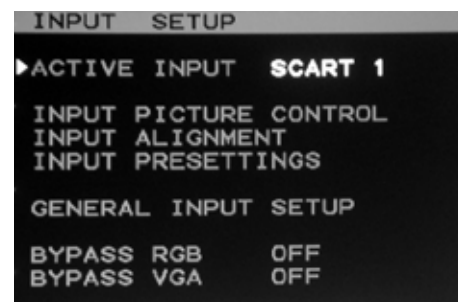 INPUT SETUP
ACTIVE INPUT SCART 1
INPUT PICTURE CONTROL
INPUT ALIGNMENT
INPUT PRESETTINGS
GENERAL INPUT SETUP
BYPASS RGB OFF
BYPASS VGA OFF